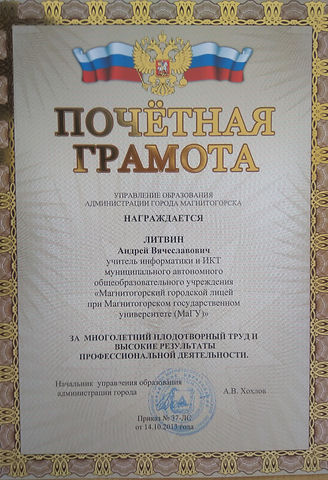 ПОЧЁТНАЯ
ГРАМОТА
УПРАВЛЕНИЕ ОБРАЗОВАНИЯ
АДМИНИСТРАЦИИ ГОРОДА МАГНИТОГОРСКА
НАГРАЖДАЕТСЯ
ЛИТВИН
Андрей Вячеславович
учитель информатики и ИКТ
муниципального автономного
общеобразовательного учреждения
«Магнитогорский городской лицей
при Магнитогорском государственном
университете (МаГУ)»
ЗА МНОГОЛЕТНИЙ ПЛОДОТВОРНЫЙ ТРУД И
ВЫСОКИЕ РЕЗУЛЬТАТЫ
ПРОФЕССИОНАЛЬНОЙ ДЕЯТЕЛЬНОСТИ.
Начальник управления образования
администрации города А.В. Хохлов
Приказ № 37-ЛС
от 14.10.2013 года